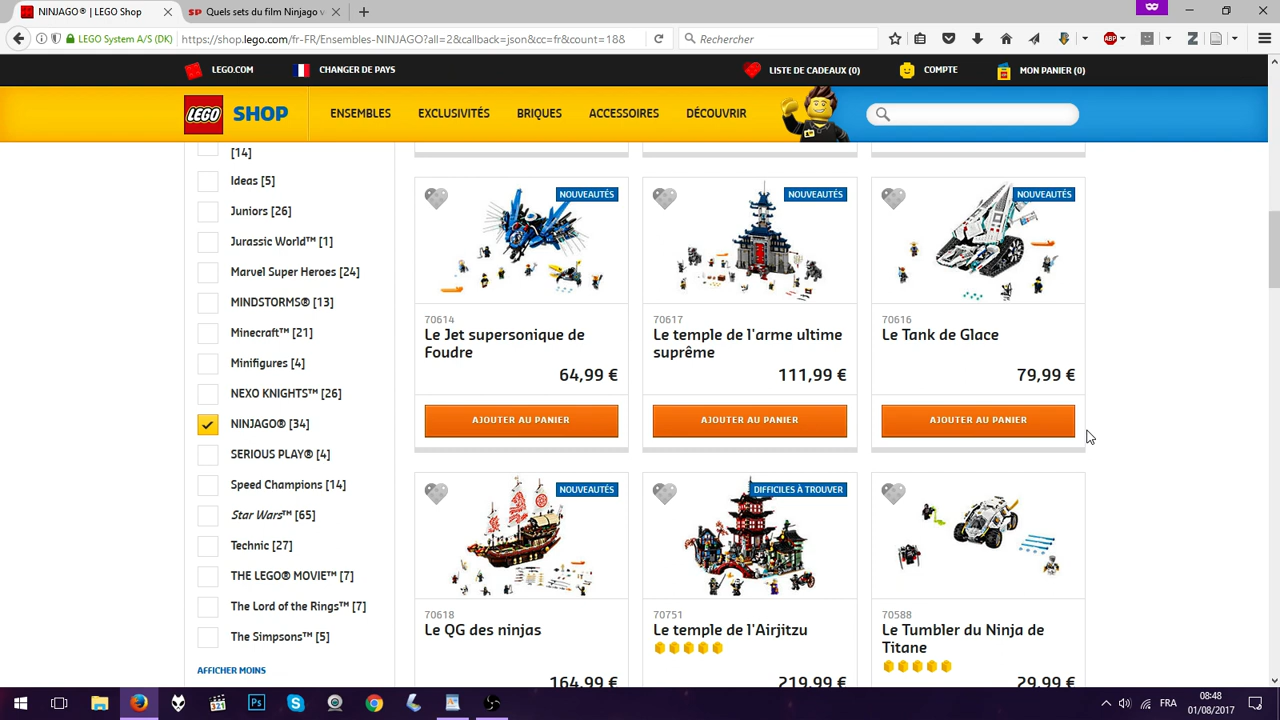 NINJAGO® | LEGO Shop
SP Quels sets du film Ninjago v
LEGO System A/S (DK)
https://shop.lego.com/fr-FR/Ensembles-NINJAGO?all=2&callback=json&cc=fr&count=18&
Rechercher
ABP
LEGO.COM
CHANGER DE PAYS
LISTE DE CADEAUX (0)
COMPTE
MON PANIER (0)
LEGO SHOP
ENSEMBLES
EXCLUSIVITÉS
BRIQUES
ACCESSOIRES
DÉCOUVRIR
[14]
Ideas [5]
Juniors [26]
Jurassic World™ [1]
Marvel Super Heroes [24]
MINDSTORMS® [13]
Minecraft™ [21]
Minifigures [4]
NEXO KNIGHTS™ [26]
NINJAGO® [34]
SERIOUS PLAY® [4]
Speed Champions [14]
Star Wars™ [65]
Technic [27]
THE LEGO® MOVIE™ [7]
The Lord of the Rings™ [7]
The Simpsons™ [5]
AFFICHER MOINS
NOUVEAUTÉS
70614
Le Jet supersonique de
Foudre
64,99 €
AJOUTER AU PANIER
NOUVEAUTÉS
70617
Le temple de l'arme ultime
suprême
111,99 €
AJOUTER AU PANIER
NOUVEAUTÉS
70616
Le Tank de Glace
79,99 €
AJOUTER AU PANIER
NOUVEAUTÉS
70618
Le QG des ninjas
164,99 €
DIFFICILES À TROUVER
70751
Le temple de l'Airjitzu
219,99 €
70588
Le Tumbler du Ninja de
Titane
29,99 €
321
Ps
FRA
08:48
01/08/2017